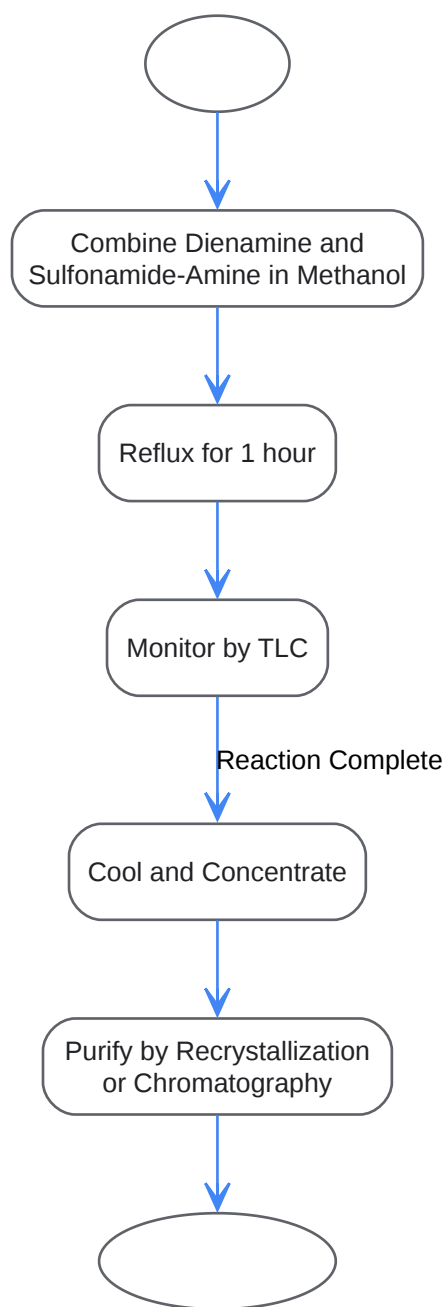 Combine Dienamine and
Sulfonamide-Amine in Methanol
Reflux for 1 hour
Monitor by TLC
Reaction Complete
Cool and Concentrate
Purify by Recrystallization
or Chromatography